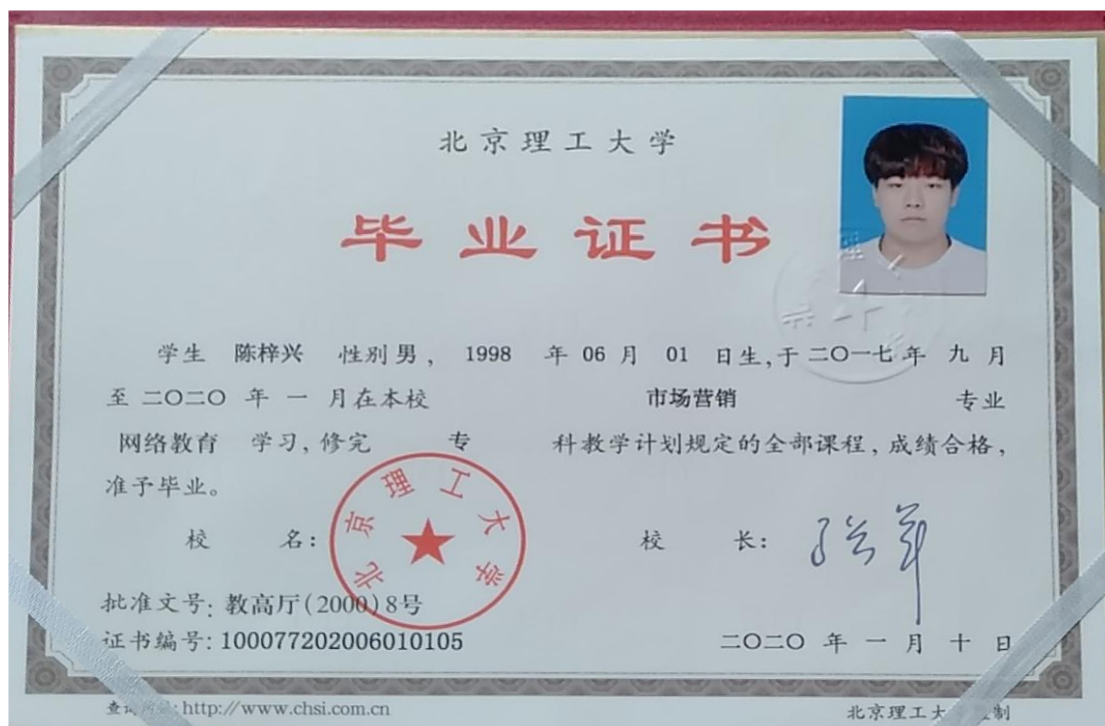 北京理工大学
毕业证书
学生 陈梓兴 性别男, 1998 年 06 月 01 日生,于二〇一七年 九 月
至二〇二〇 年 一 月在本校 市场营销 专业
网络教育 学习, 修完 专 科教学计划规定的全部课程, 成绩合格,
准予毕业。
校 名: 校 长:
北京理工大学
批准文号: 教高厅(2000)8号
证书编号: 100077202006010105 二〇二〇 年 一 月 十 日
查询 : http://www.chsi.com.cn 北京理工大 制